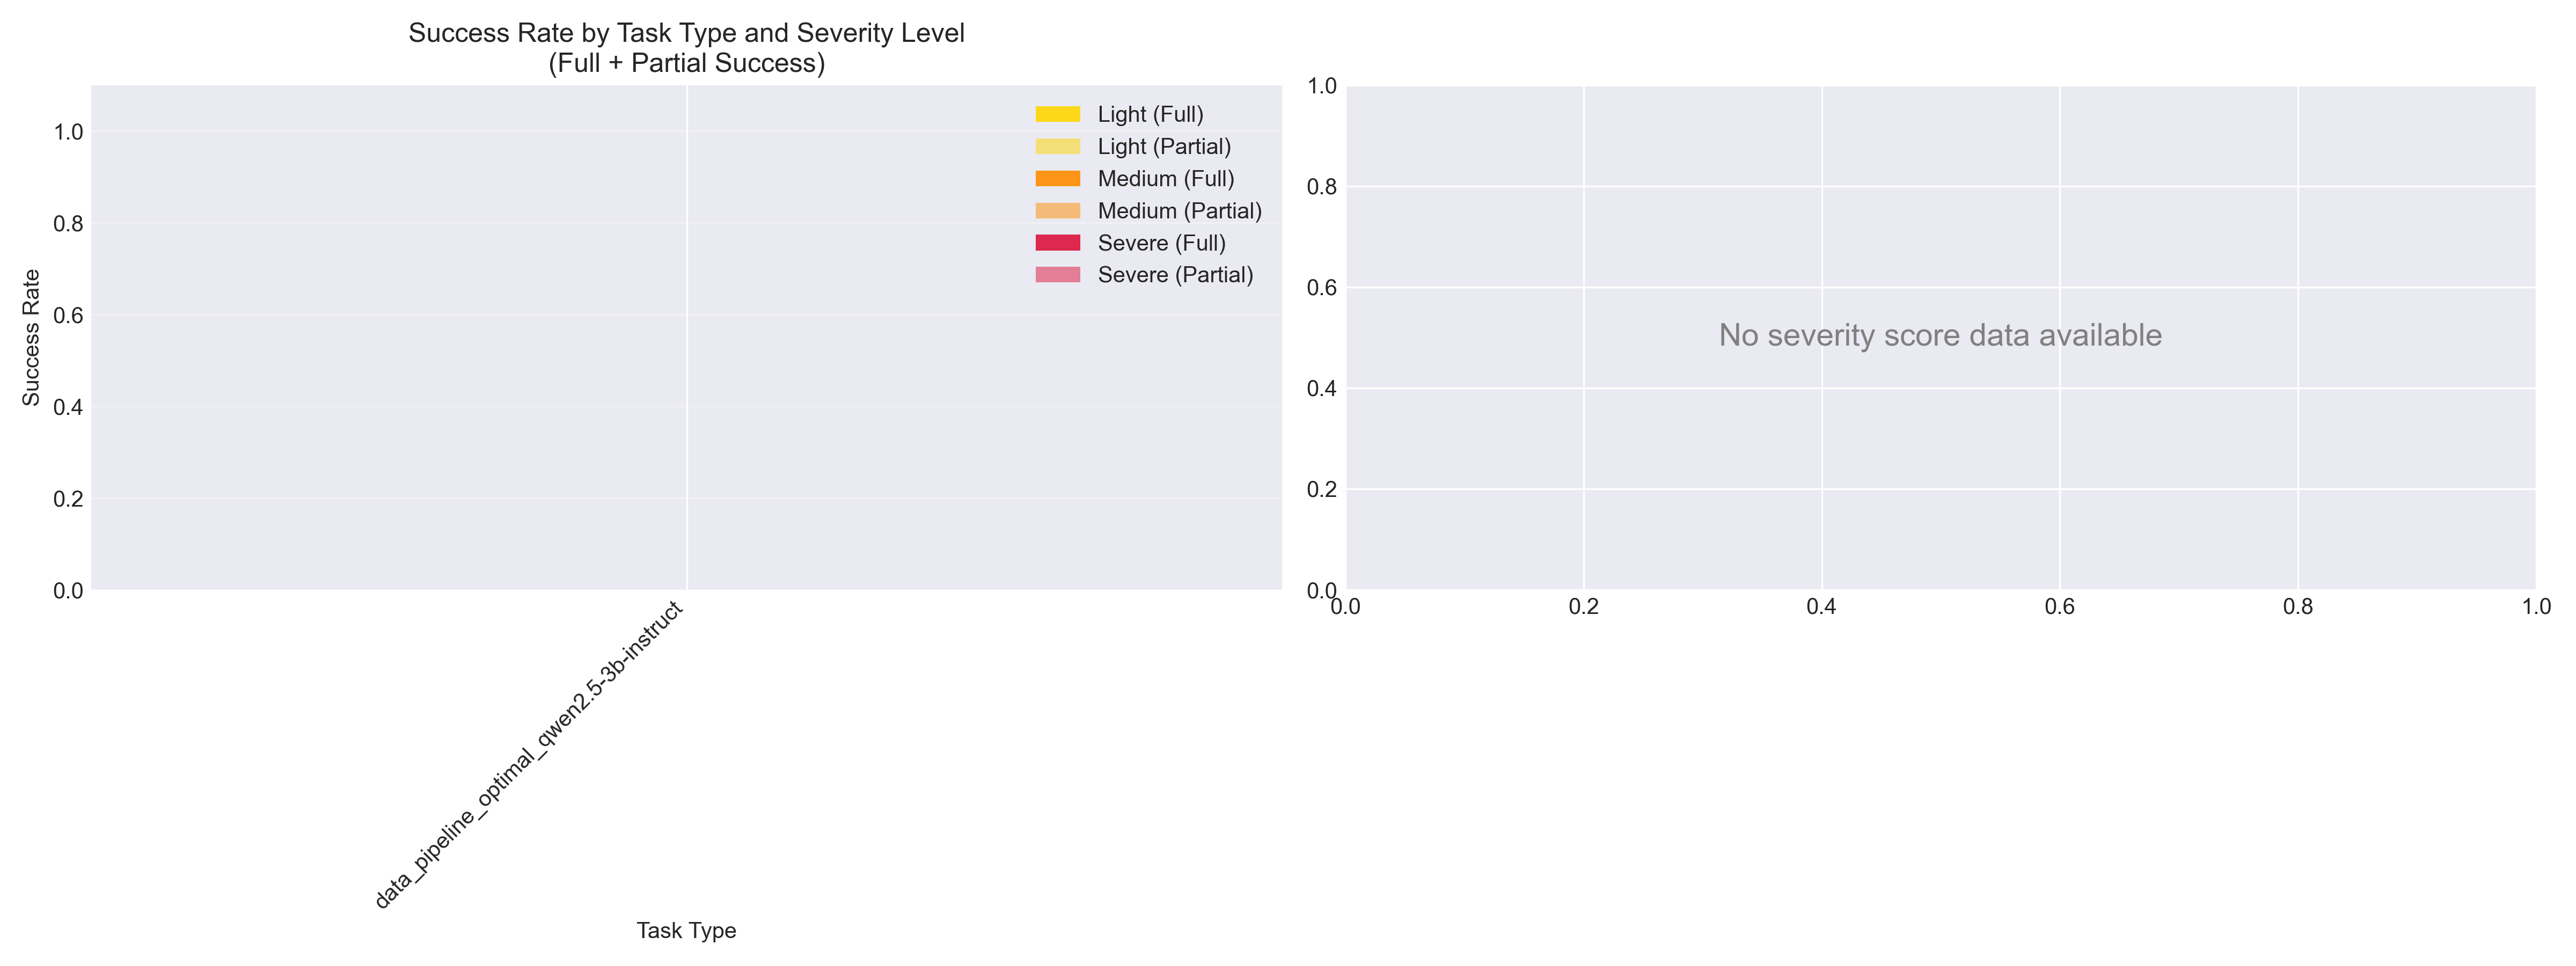 Success Rate by Task Type and Severity Level
(Full + Partial Success)
Success Rate
1.0
0.8
0.6
0.4
0.2
0.0
Light (Full)
Light (Partial)
Medium (Full)
Medium (Partial)
Severe (Full)
Severe (Partial)
data_pipeline_optimal_qwen2.5-3b-instruct
Task Type
1.0
0.8
0.6
0.4
0.2
0.0
No severity score data available
0.0
0.2
0.4
0.6
0.8
1.0